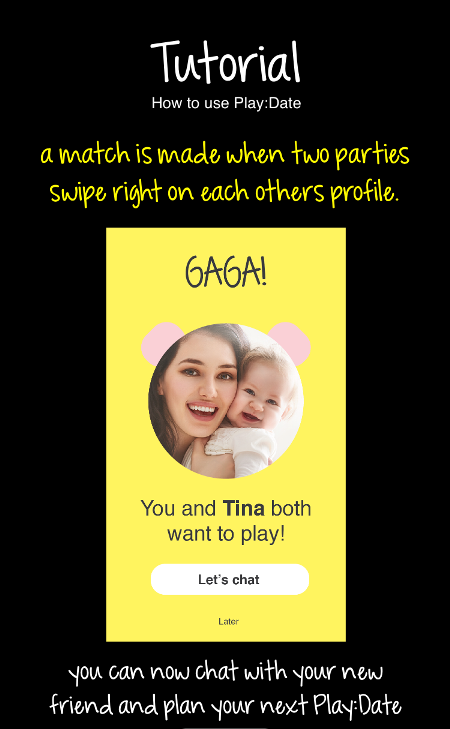 Tutorial
How to use Play:Date
a match is made when two parties
swipe right on each others profile.
GAGA!
You and Tina both
want to play!
Let's chat
Later
you can now chat with your new
friend and plan your next Play:Date